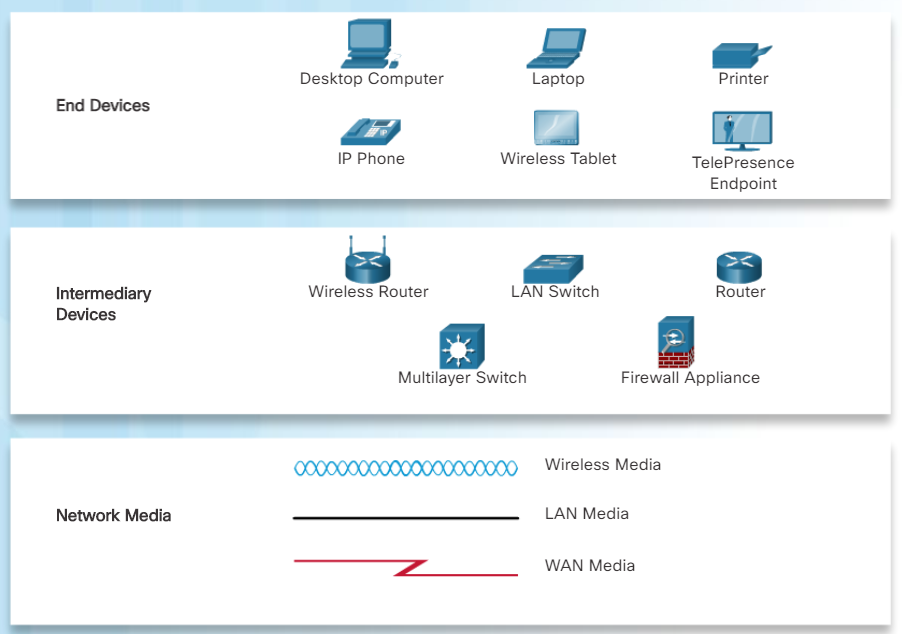 Desktop Computer
Laptop
Printer
End Devices
IP Phone
Wireless Tablet
TelePresence
Endpoint
Wireless Router
LAN Switch
Router
Intermediary
Devices
Multilayer Switch
Firewall Appliance
Wireless Media
Network Media
LAN Media
WAN Media